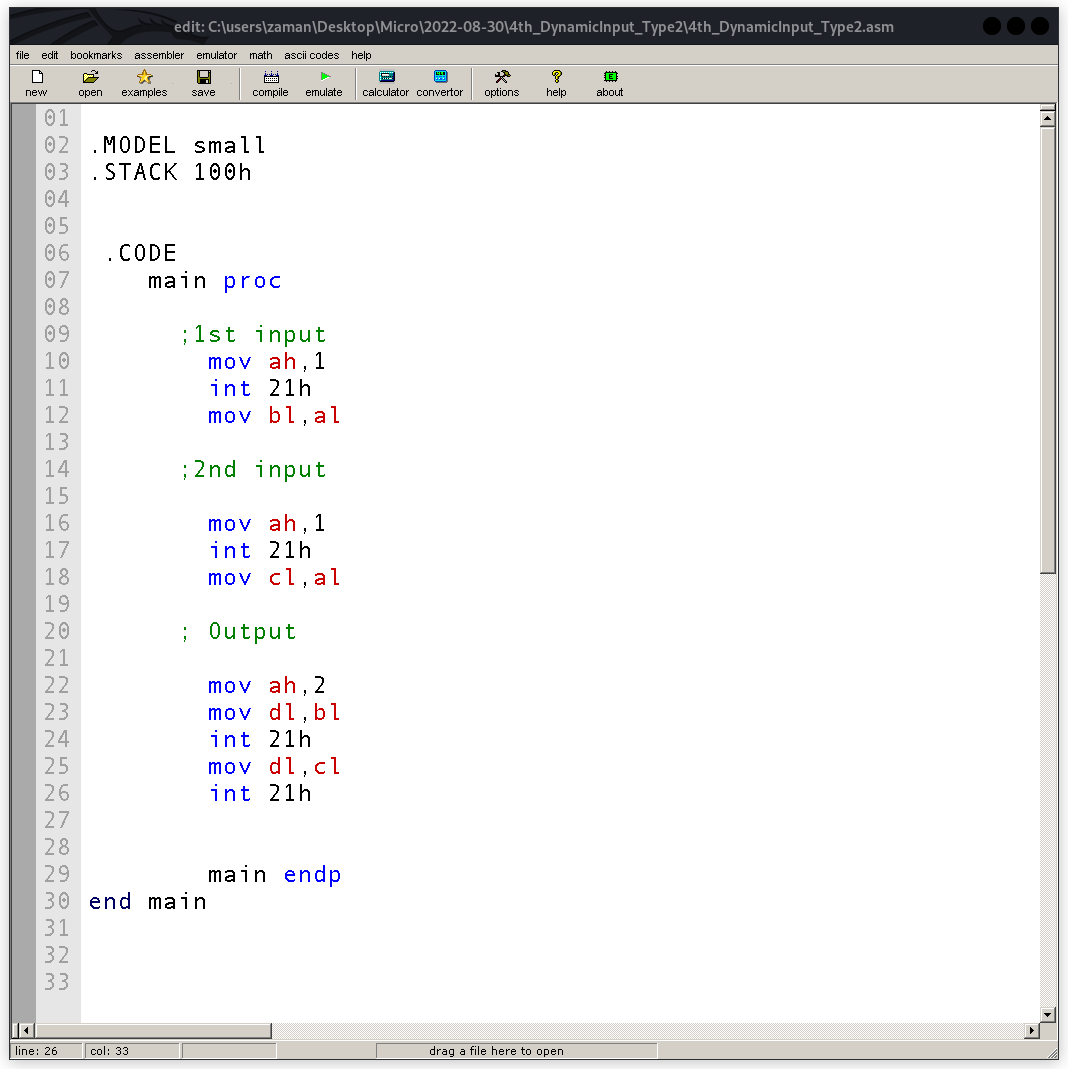 edit: C:\users\zaman\Desktop\Micro\2022-08-30\4th_DynamicInput_Type2\4th_DynamicInput_Type2.asm
file edit bookmarks assembler emulator math ascii codes help
new open examples save compile emulate calculator convertor options help about
01
02 .MODEL small
03 .STACK 100h
04
05
06 .CODE
07 main proc
08
09 ;1st input
10 mov ah,1
11 int 21h
12 mov bl,al
13
14 ;2nd input
15
16 mov ah,1
17 int 21h
18 mov cl,al
19
20 ; Output
21
22 mov ah,2
23 mov dl,bl
24 int 21h
25 mov dl,cl
26 int 21h
27
28
29 main endp
30 end main
31
32
33
line: 26 col: 33 drag a file here to open